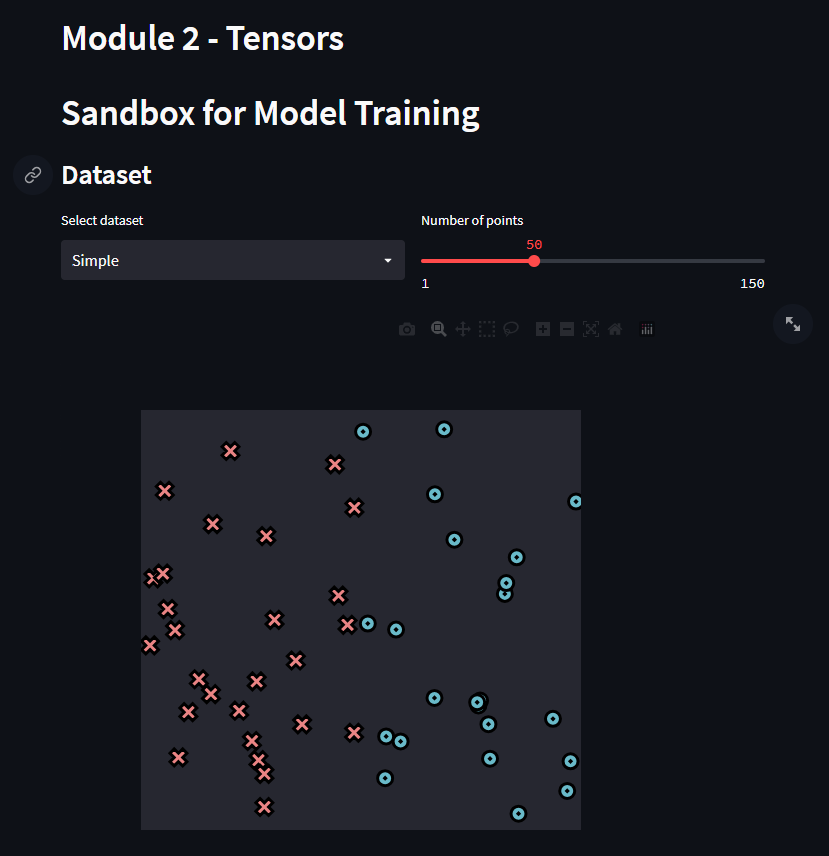 Module 2 - Tensors
Sandbox for Model Training
Dataset
Select dataset
Number of points
50
Simple
1
150